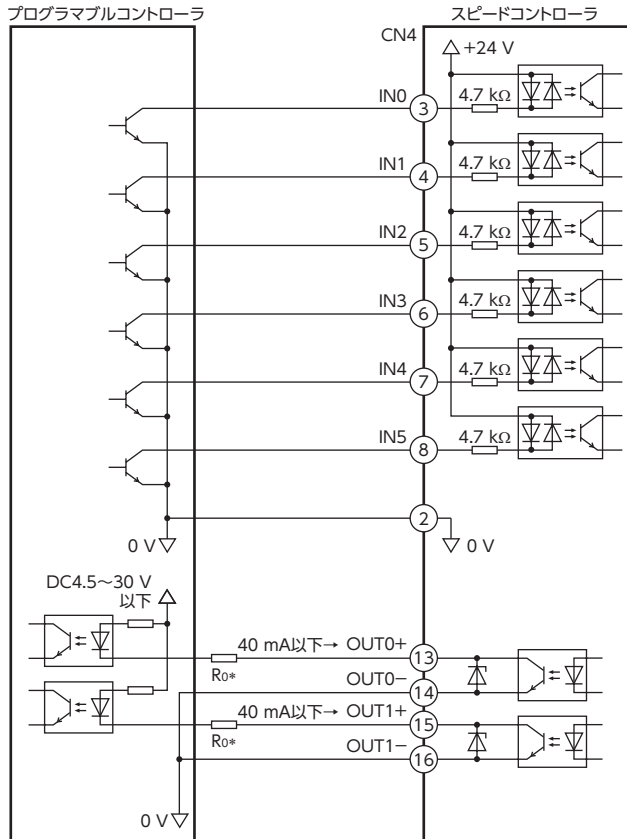 プログラマブルコントローラ
スピードコントローラ
CN4
+24 V
IN0
3
4.7 kΩ
IN1
4
4.7 kΩ
IN2
5
4.7 kΩ
IN3
6
4.7 kΩ
IN4
7
4.7 kΩ
IN5
8
4.7 kΩ
2
0 V
0 V
DC4.5～30 V
以下
40 mA以下→ OUT0+
13
R0*
OUT0−
14
40 mA以下→ OUT1+
15
R0*
OUT1−
16
0 V